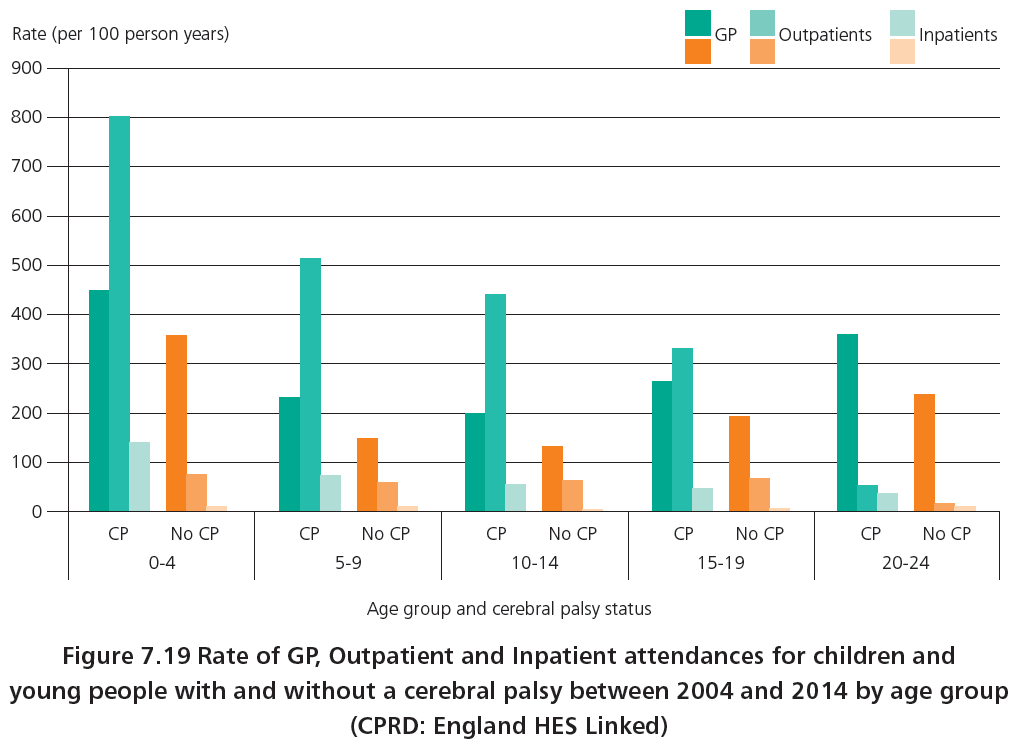 Rate (per 100 person years)
GP Outpatients Inpatients
900
800
700
600
500
400
300
200
100
0
CP No CP CP No CP CP No CP CP No CP CP No CP
0-4 5-9 10-14 15-19 20-24
Age group and cerebral palsy status
Figure 7.19 Rate of GP, Outpatient and Inpatient attendances for children and
young people with and without a cerebral palsy between 2004 and 2014 by age group
(CPRD: England HES Linked)